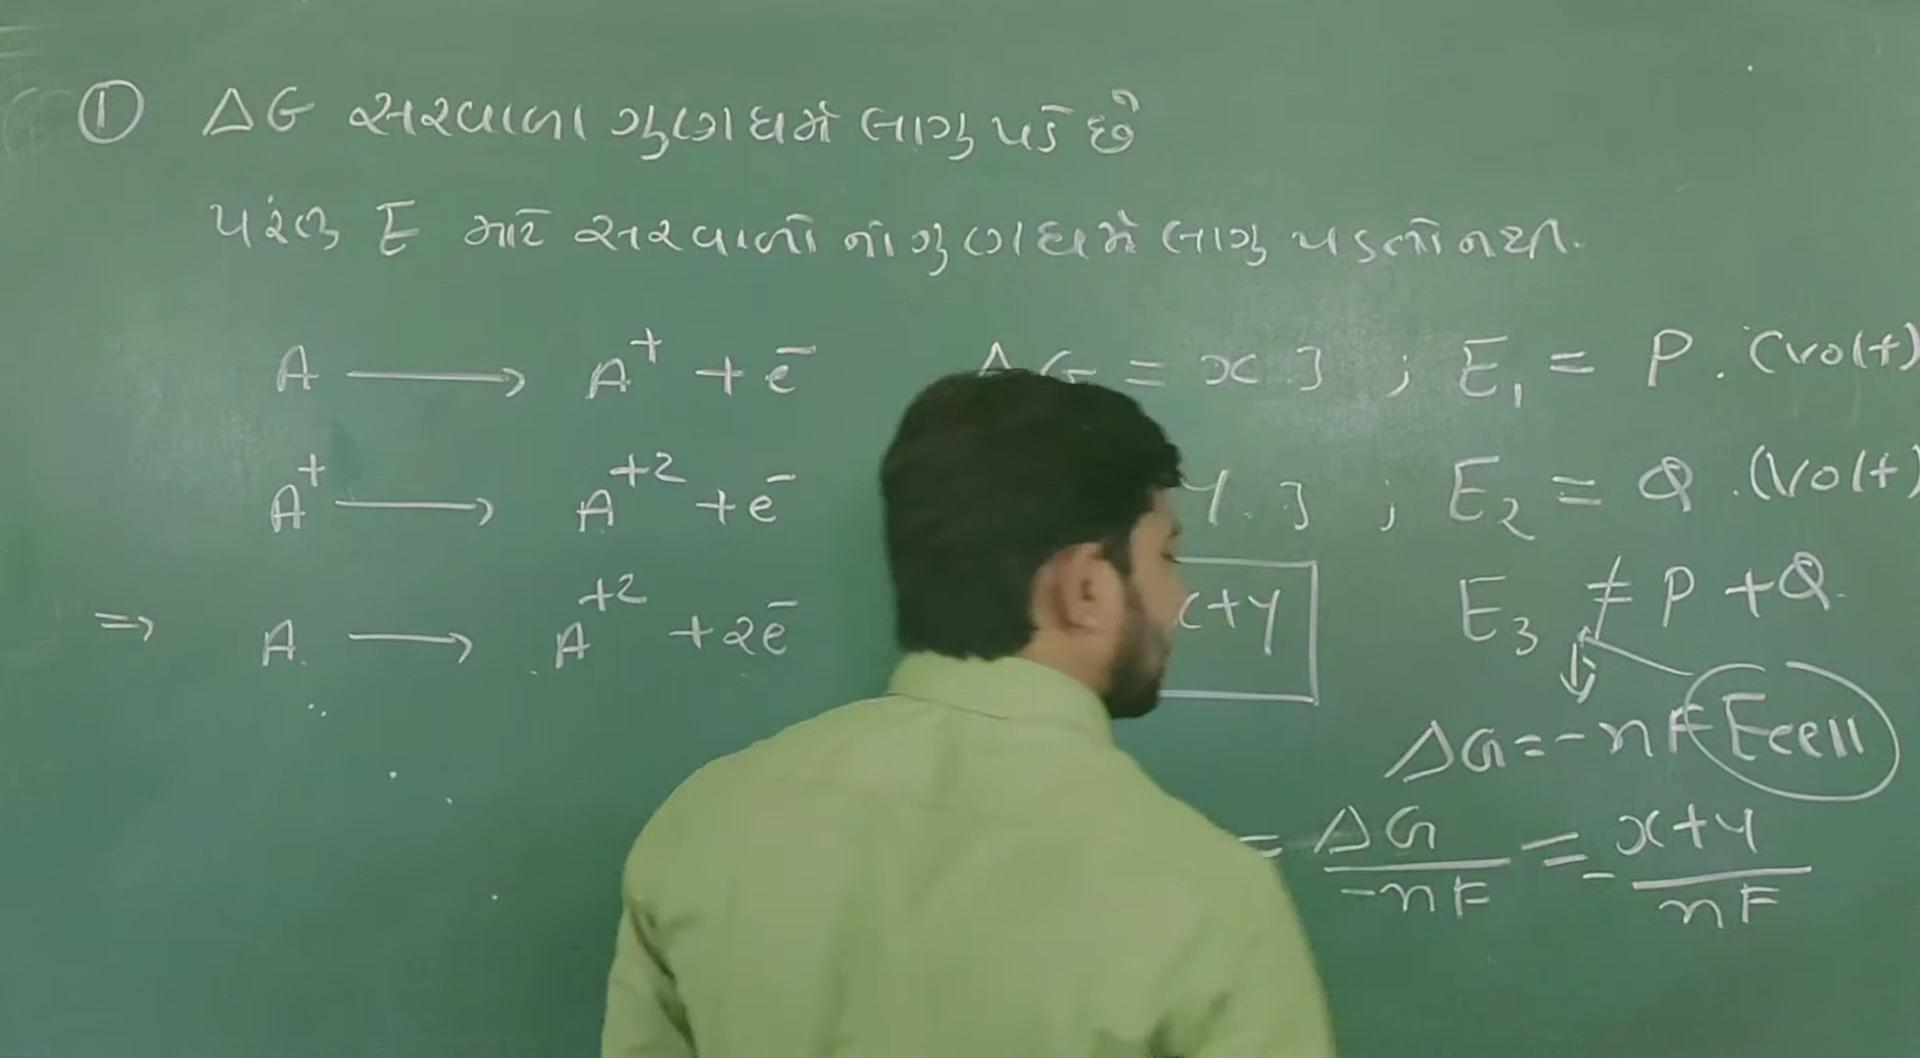 ① ΔG સરવાળા ગુણધર્મ લાગુ પડે છે
પરંતુ E માટે સરવાળાનો ગુણધર્મ લાગુ પડતો નથી.
A ⟶ A⁺ + e⁻ ΔG = x J ; E₁ = P. (volt)
A⁺ ⟶ A⁺² + e⁻ y. J ; E₂ = Q. (Volt)
⇒ A. ⟶ A⁺² + 2e⁻ x+y E₃ ≠ P + Q.
ΔG = -nF Ecell
= ΔG / -nF = - x+y / nF